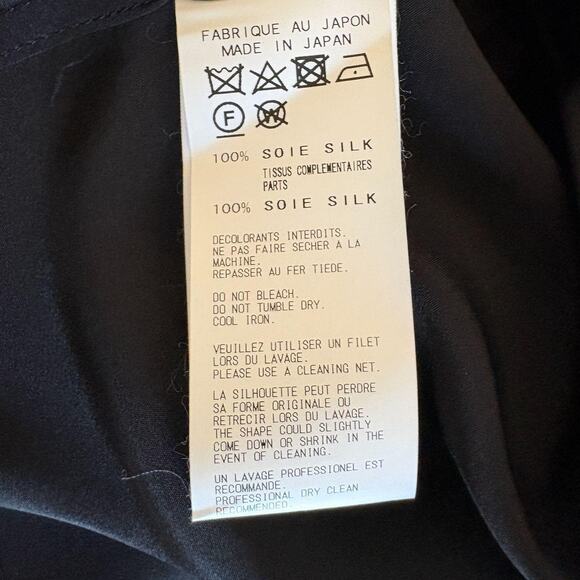 FABRIQUE AU JAPON
MADE IN JAPAN
F W
100% SOIE SILK
TISSUS COMPLEMENTAIRES
PARTS
100% SOIE SILK
DECOLORANTS INTERDITS.
NE PAS FAIRE SECHER A LA
MACHINE.
REPASSER AU FER TIEDE.
DO NOT BLEACH.
DO NOT TUMBLE DRY.
COOL IRON.
VEUILLEZ UTILISER UN FILET
LORS DU LAVAGE.
PLEASE USE A CLEANING NET.
LA SILHOUETTE PEUT PERDRE
SA FORME ORIGINALE OU
RETRECIR LORS DU LAVAGE.
THE SHAPE COULD SLIGHTLY
COME DOWN OR SHRINK IN THE
EVENT OF CLEANING.
UN LAVAGE PROFESSIONEL EST
RECOMMANDE.
PROFESSIONAL DRY CLEAN
RECOMMENDED.